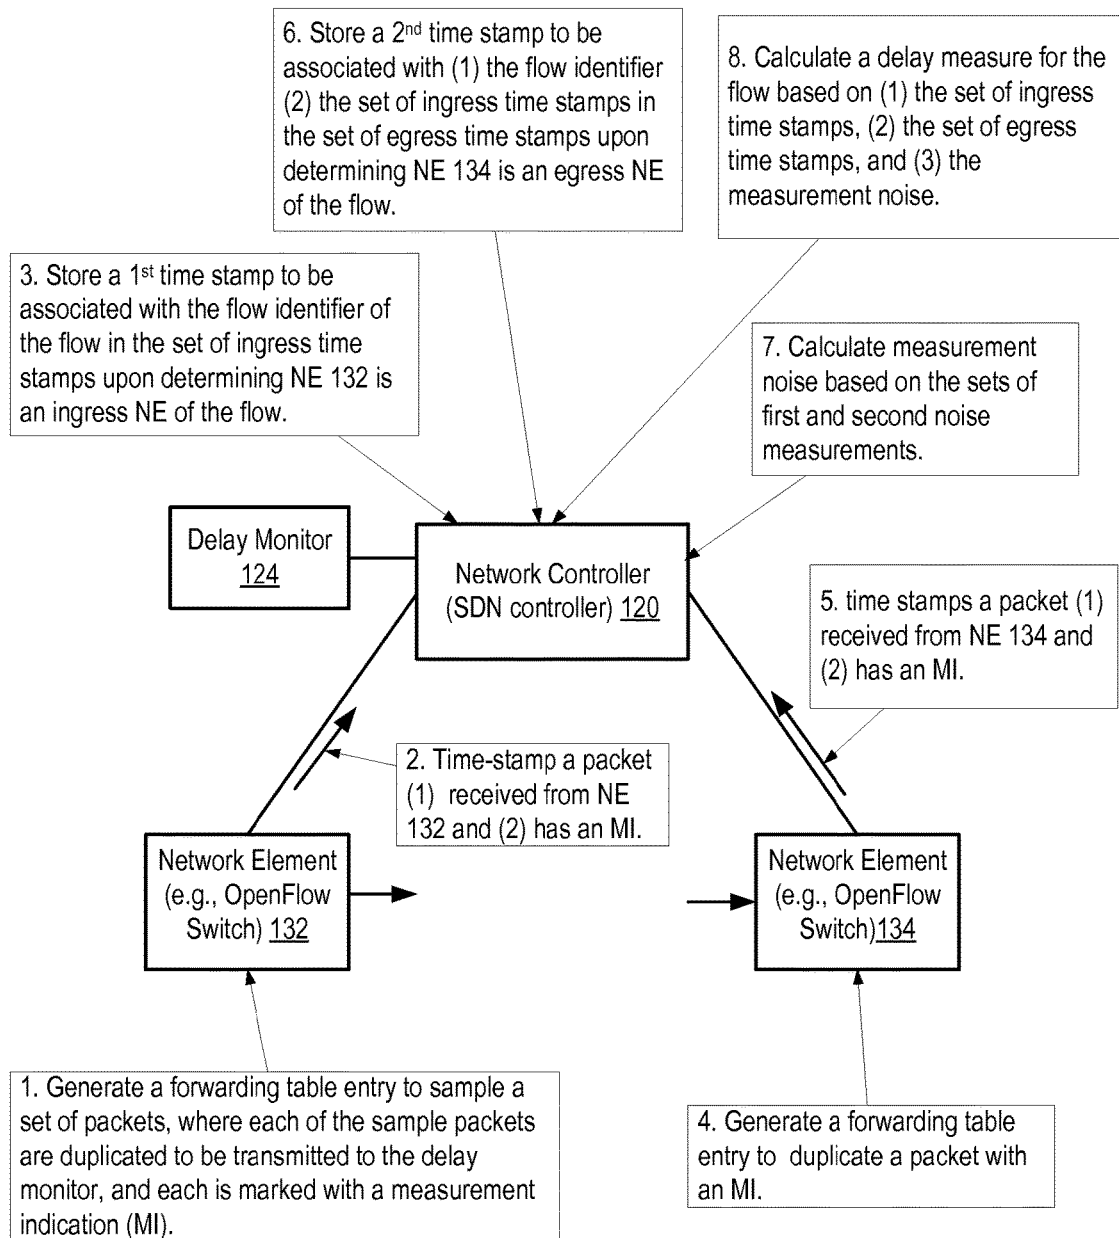 6. Store a 2nd time stamp to be
associated with (1) the flow identifier
(2) the set of ingress time stamps in
the set of egress time stamps upon
determining NE 134 is an egress NE
of the flow.
8. Calculate a delay measure for the
flow based on (1) the set of ingress
time stamps, (2) the set of egress
time stamps, and (3) the
measurement noise.
3. Store a 1st time stamp to be
associated with the flow identifier of
the flow in the set of ingress time
stamps upon determining NE 132 is
an ingress NE of the flow.
7. Calculate measurement
noise based on the sets of
first and second noise
measurements.
Delay Monitor
124
Network Controller
(SDN controller) 120
5. time stamps a packet (1)
received from NE 134 and
(2) has an MI.
2. Time-stamp a packet
(1) received from NE
132 and (2) has an MI.
Network Element
(e.g., OpenFlow
Switch) 132
Network Element
(e.g., OpenFlow
Switch)134
1. Generate a forwarding table entry to sample a
set of packets, where each of the sample packets
are duplicated to be transmitted to the delay
monitor, and each is marked with a measurement
indication (MI).
4. Generate a forwarding table
entry to duplicate a packet with
an MI.